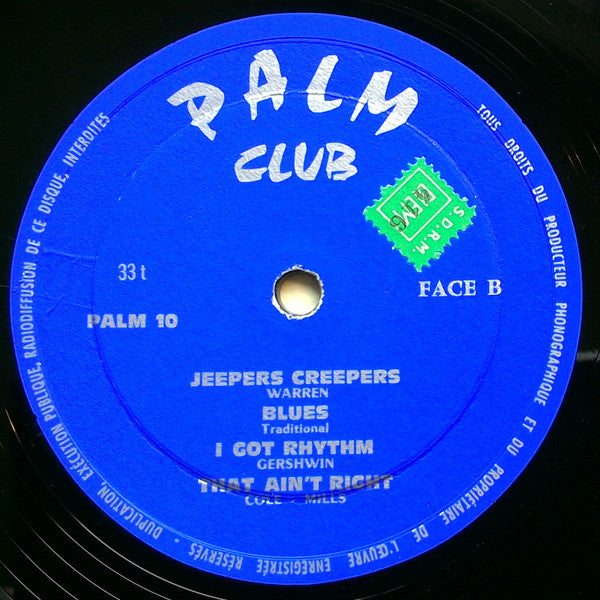 PALM
CLUB
S.D.R.M.
33 t
FACE B
PALM 10
JEEPERS CREEPERS
WARREN
BLUES
Traditional
I GOT RHYTHM
GERSHWIN
THAT AIN'T RIGHT
COLE - MILLS
TOUS DROITS DU PRODUCTEUR PHONOGRAPHIQUE ET DU PROPRIÉTAIRE DE L'ŒUVRE ENREGISTRÉE RÉSERVÉS • DUPLICATION, EXÉCUTION PUBLIQUE, RADIODIFFUSION DE CE DISQUE, INTERDITES